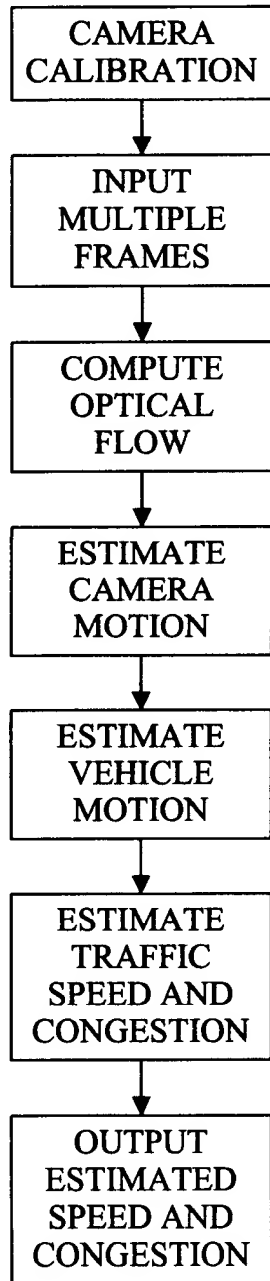 CAMERA
CALIBRATION
INPUT
MULTIPLE
FRAMES
COMPUTE
OPTICAL
FLOW
ESTIMATE
CAMERA
MOTION
ESTIMATE
VEHICLE
MOTION
ESTIMATE
TRAFFIC
SPEED AND
CONGESTION
OUTPUT
ESTIMATED
SPEED AND
CONGESTION